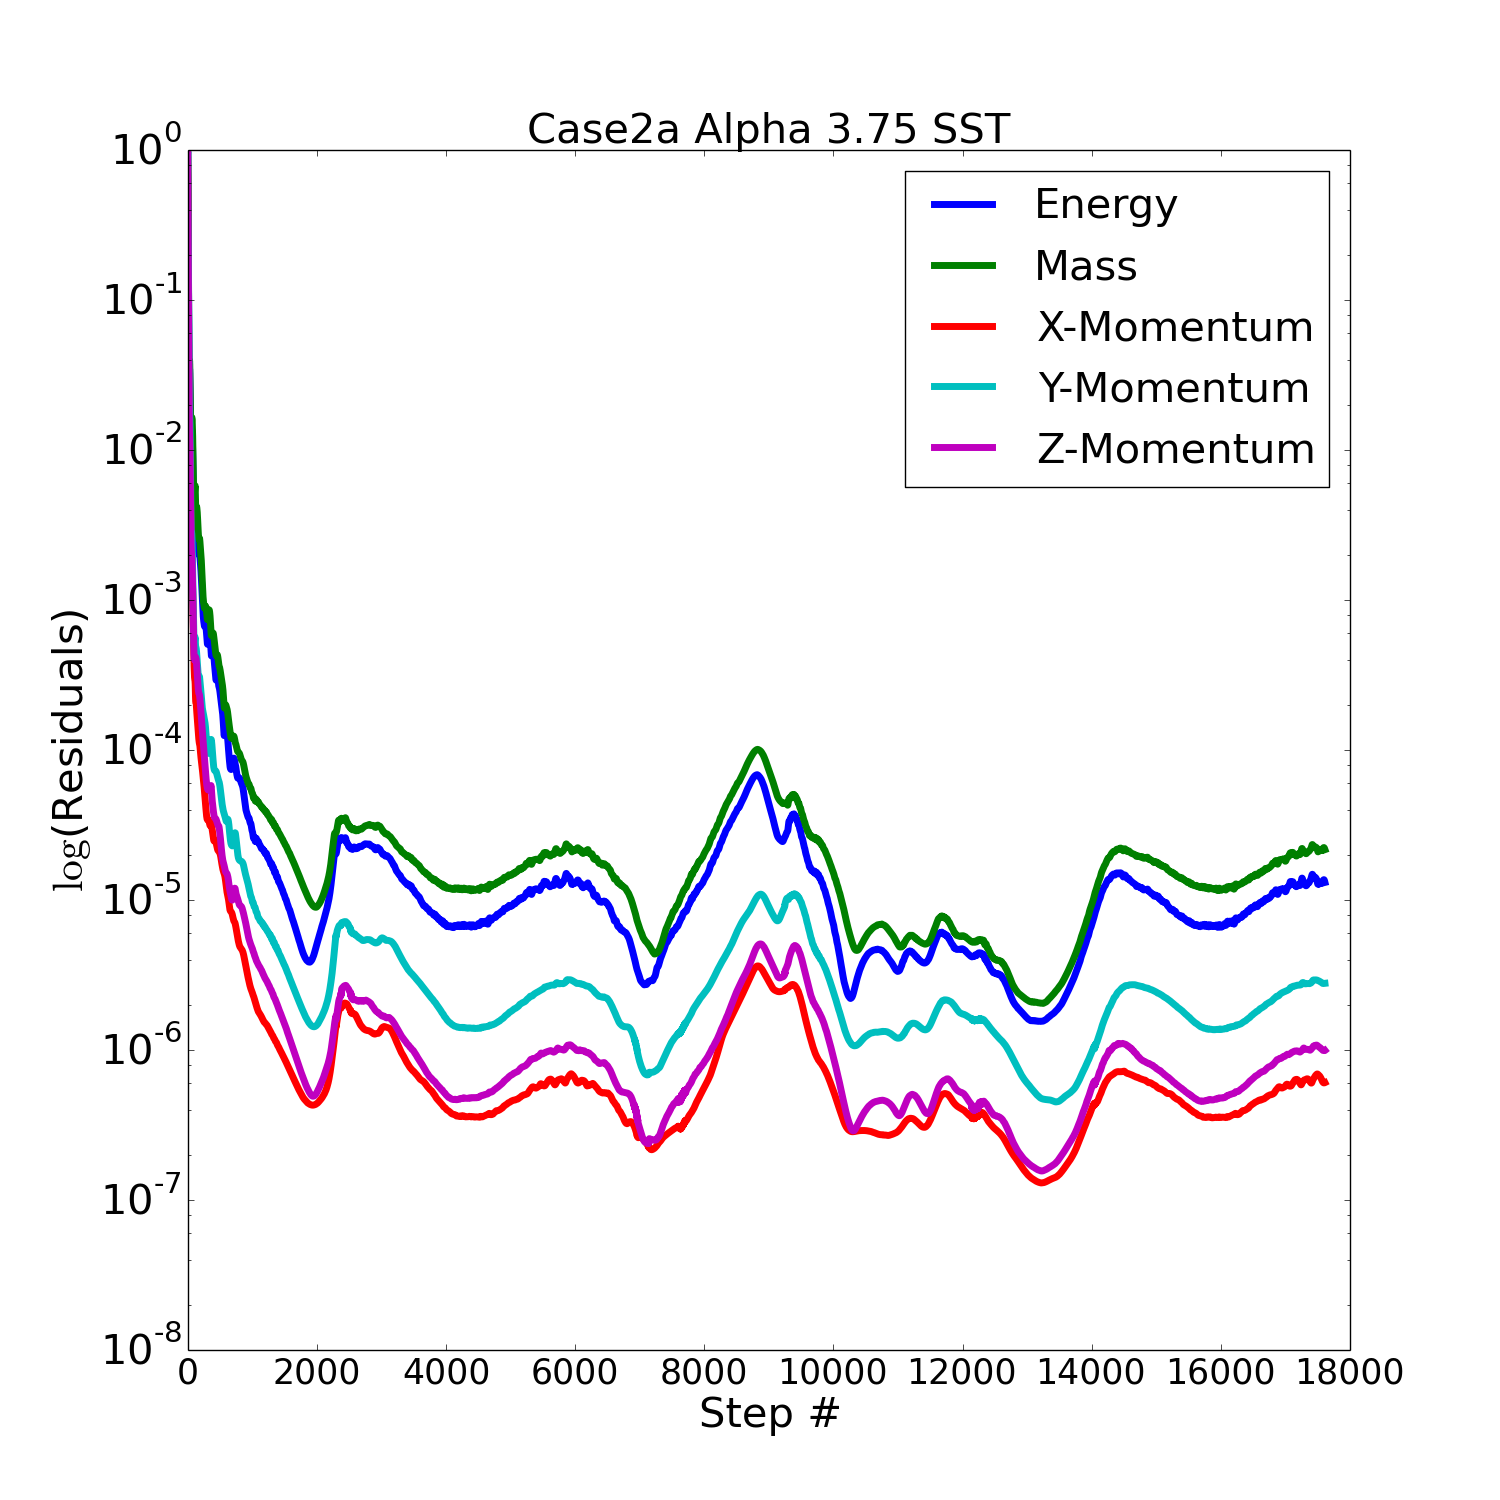 Case2a Alpha 3.75 SST
10^0
10^-1
10^-2
10^-3
10^-4
10^-5
10^-6
10^-7
10^-8
log(Residuals)
Energy
Mass
X-Momentum
Y-Momentum
Z-Momentum
0 2000 4000 6000 8000 10000 12000 14000 16000 18000
Step #